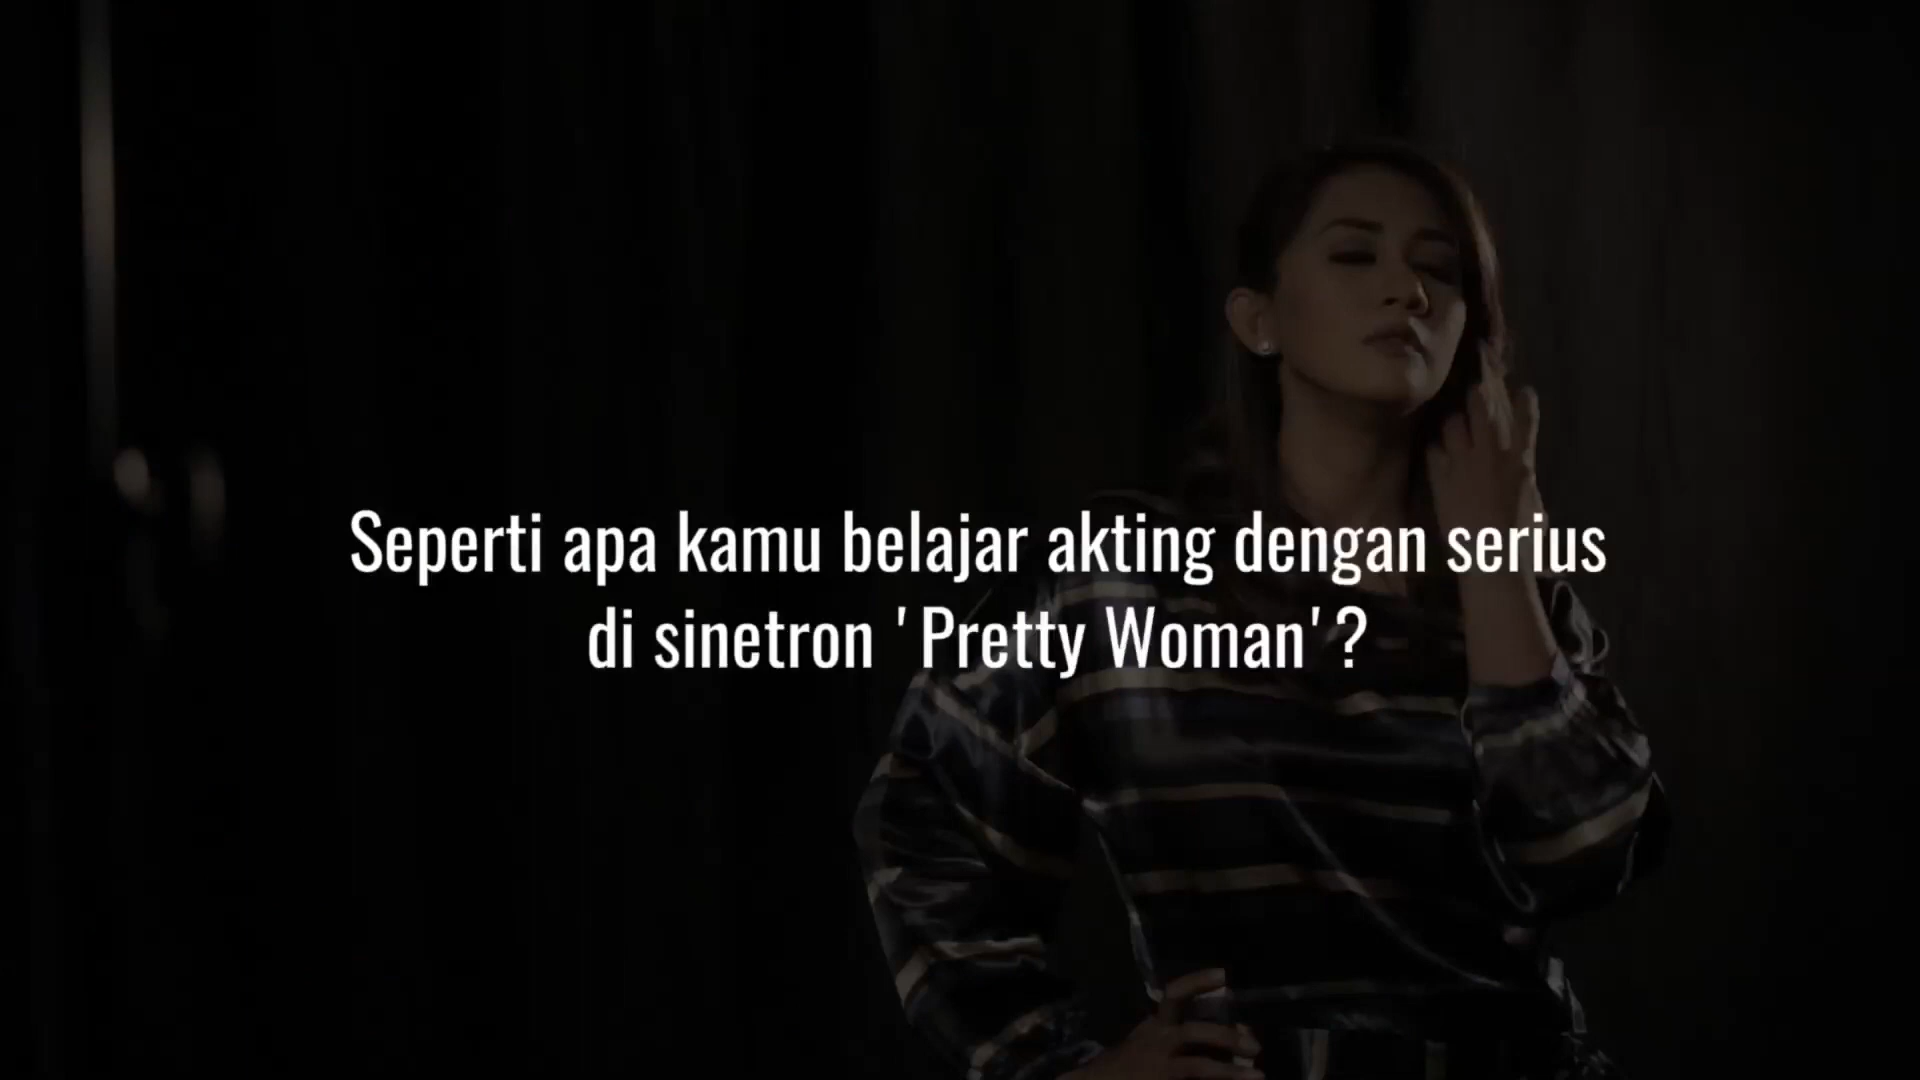 Seperti apa kamu belajar akting dengan serius
di sinetron 'Pretty Woman'?